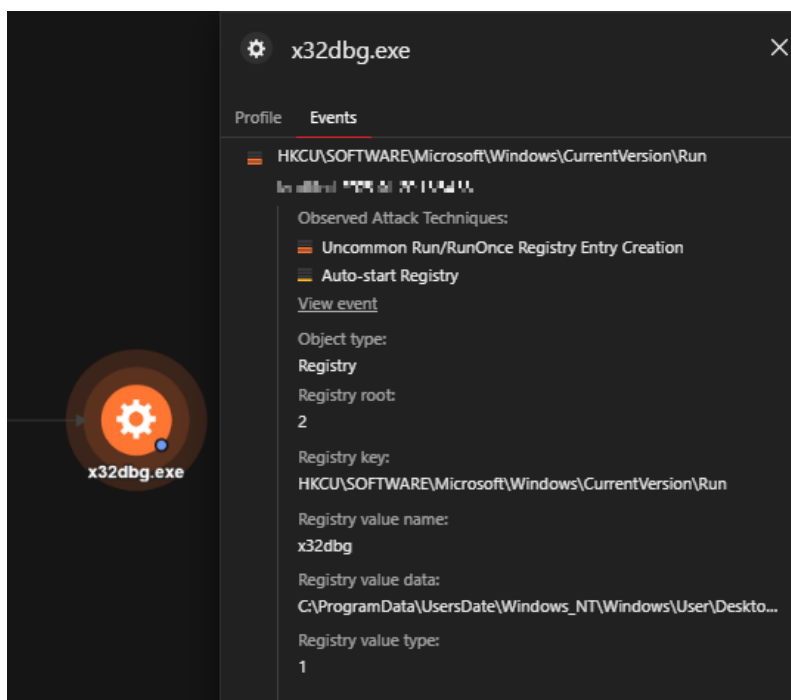 x32dbg.exe
x32dbg.exe
Profile Events
HKCU\SOFTWARE\Microsoft\Windows\CurrentVersion\Run
Observed Attack Techniques:
Uncommon Run/RunOnce Registry Entry Creation
Auto-start Registry
View event
Object type:
Registry
Registry root:
2
Registry key:
HKCU\SOFTWARE\Microsoft\Windows\CurrentVersion\Run
Registry value name:
x32dbg
Registry value data:
C:\ProgramData\UsersDate\Windows_NT\Windows\User\Deskto...
Registry value type:
1